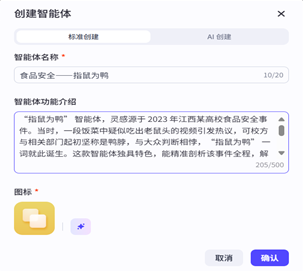 创建智能体
标准创建 AI 创建
智能体名称 *
食品安全——指鼠为鸭 10/20
智能体功能介绍
“指鼠为鸭” 智能体，灵感源于 2023 年江西某高校食品安全事
件。当时，一段饭菜中疑似吃出老鼠头的视频引发热议，可校方
与相关部门起初坚称是鸭脖，与大众判断相悖，“指鼠为鸭” 一
词就此诞生。这款智能体独具特色，能精准剖析该事件全程，解
205/500
图标 *
取消 确认